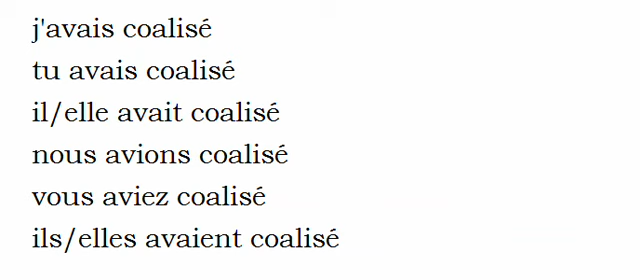 j'avais coalisé
tu avais coalisé
il/elle avait coalisé
nous avions coalisé
vous aviez coalisé
ils/elles avaient coalisé